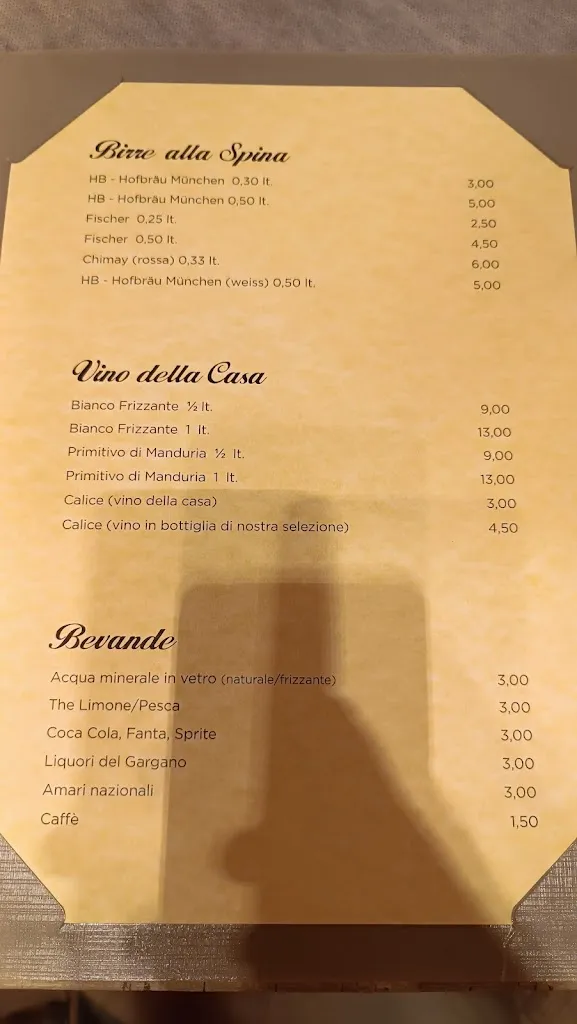 Birre alla Spina
HB - Hofbräu München 0,30 lt. 3,00
HB - Hofbräu München 0,50 lt. 5,00
Fischer 0,25 lt. 2,50
Fischer 0,50 lt. 4,50
Chimay (rossa) 0,33 lt. 6,00
HB - Hofbräu München (weiss) 0,50 lt. 5,00
Vino della Casa
Bianco Frizzante ½ lt. 9,00
Bianco Frizzante 1 lt. 13,00
Primitivo di Manduria ½ lt. 9,00
Primitivo di Manduria 1 lt. 13,00
Calice (vino della casa) 3,00
Calice (vino in bottiglia di nostra selezione) 4,50
Bevande
Acqua minerale in vetro (naturale/frizzante) 3,00
The Limone/Pesca 3,00
Coca Cola, Fanta, Sprite 3,00
Liquori del Gargano 3,00
Amari nazionali 3,00
Caffè 1,50